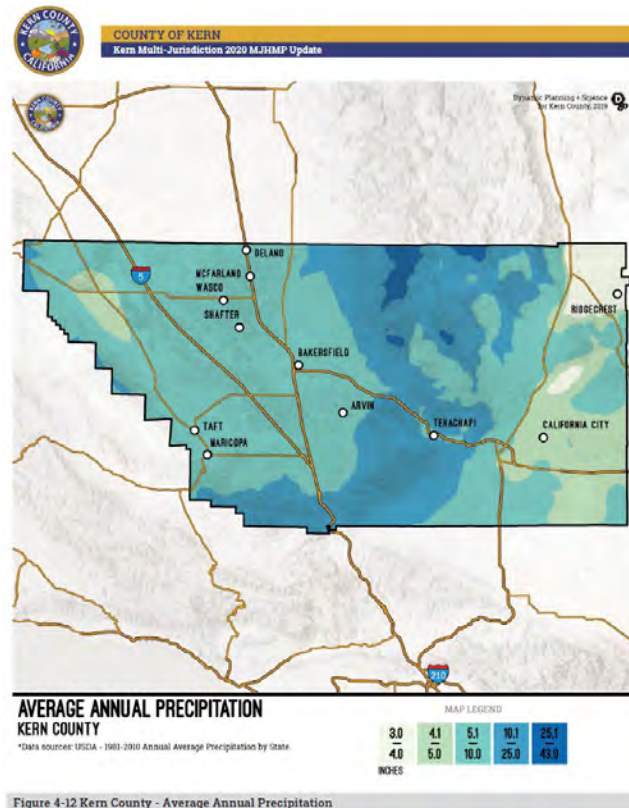 KERN COUNTY
CALIFORNIA
COUNTY OF KERN
Kern Multi-Jurisdiction 2020 MJHMP Update
Dynamic Planning + Science
for Kern County, 2019
DELANO
MCFARLAND
5
WASCO
RIDGECREST
SHAFTER
BAKERSFIELD
ARVIN
TAFT
TEHACHAPI
CALIFORNIA CITY
MARICOPA
210
AVERAGE ANNUAL PRECIPITATION
KERN COUNTY
*Data sources: USDA - 1981-2010 Annual Average Precipitation by State.
MAP LEGEND
3.0 4.1 5.1 10.1 25.1
4.0 5.0 10.0 25.0 43.0
INCHES
Figure 4-12 Kern County - Average Annual Precipitation